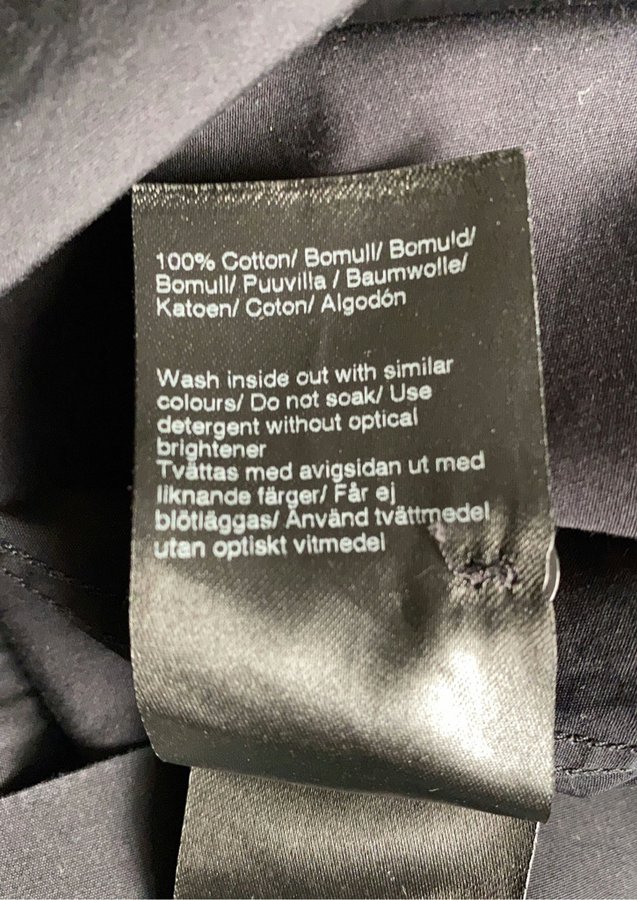 100% Cotton/ Bomull/ Bomuld/
Bomull/ Puuvilla / Baumwolle/
Katoen/ Coton/ Algodón
Wash inside out with similar
colours/ Do not soak/ Use
detergent without optical
brightener
Tvättas med avigsidan ut med
liknande färger/ Får ej
blötläggas/ Använd tvättmedel
utan optiskt vitmedel